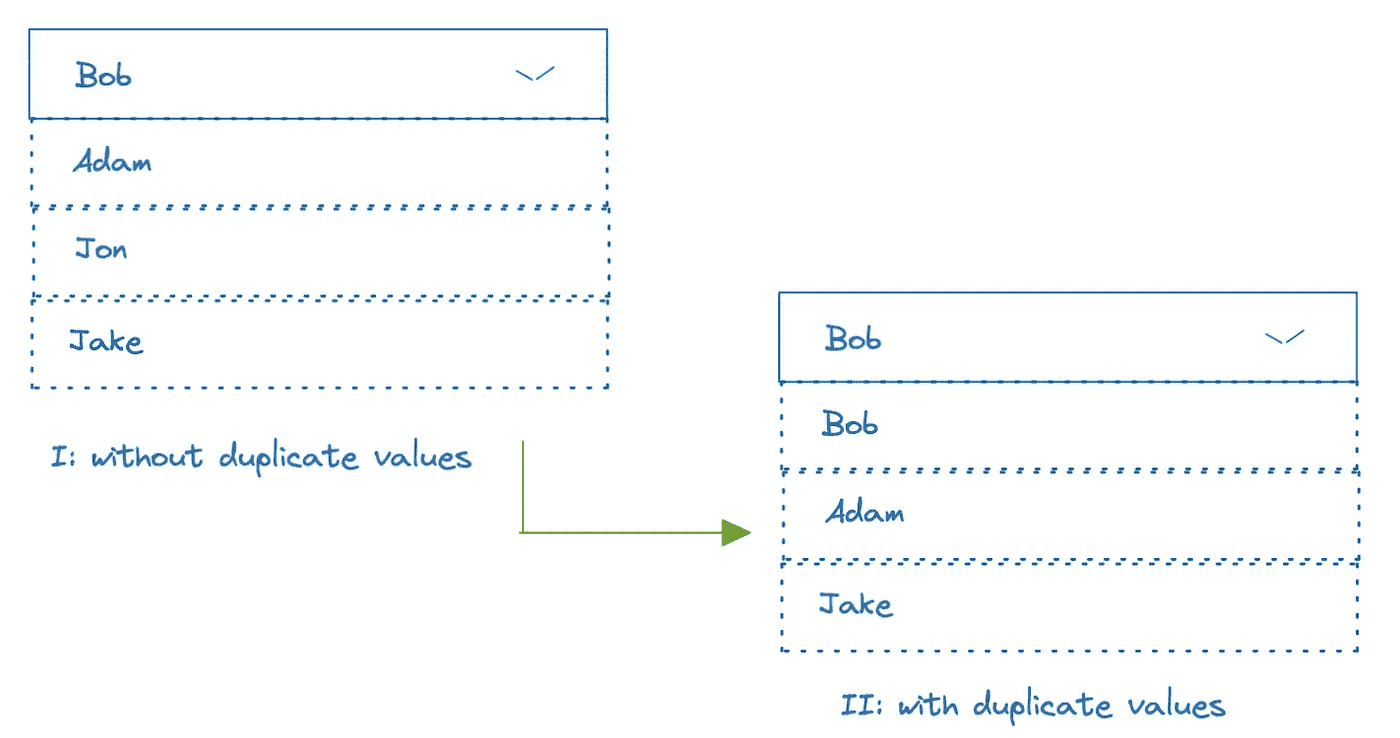 Bob
Adam
Jon
Jake
I: without duplicate values
Bob
Bob
Adam
Jake
II: with duplicate values